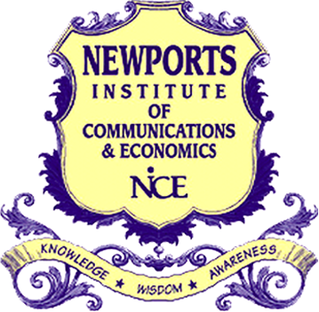 NEWPORTS
INSTITUTE
OF
COMMUNICATIONS
& ECONOMICS
NiCE
KNOWLEDGE ★ WISDOM ★ AWARENESS